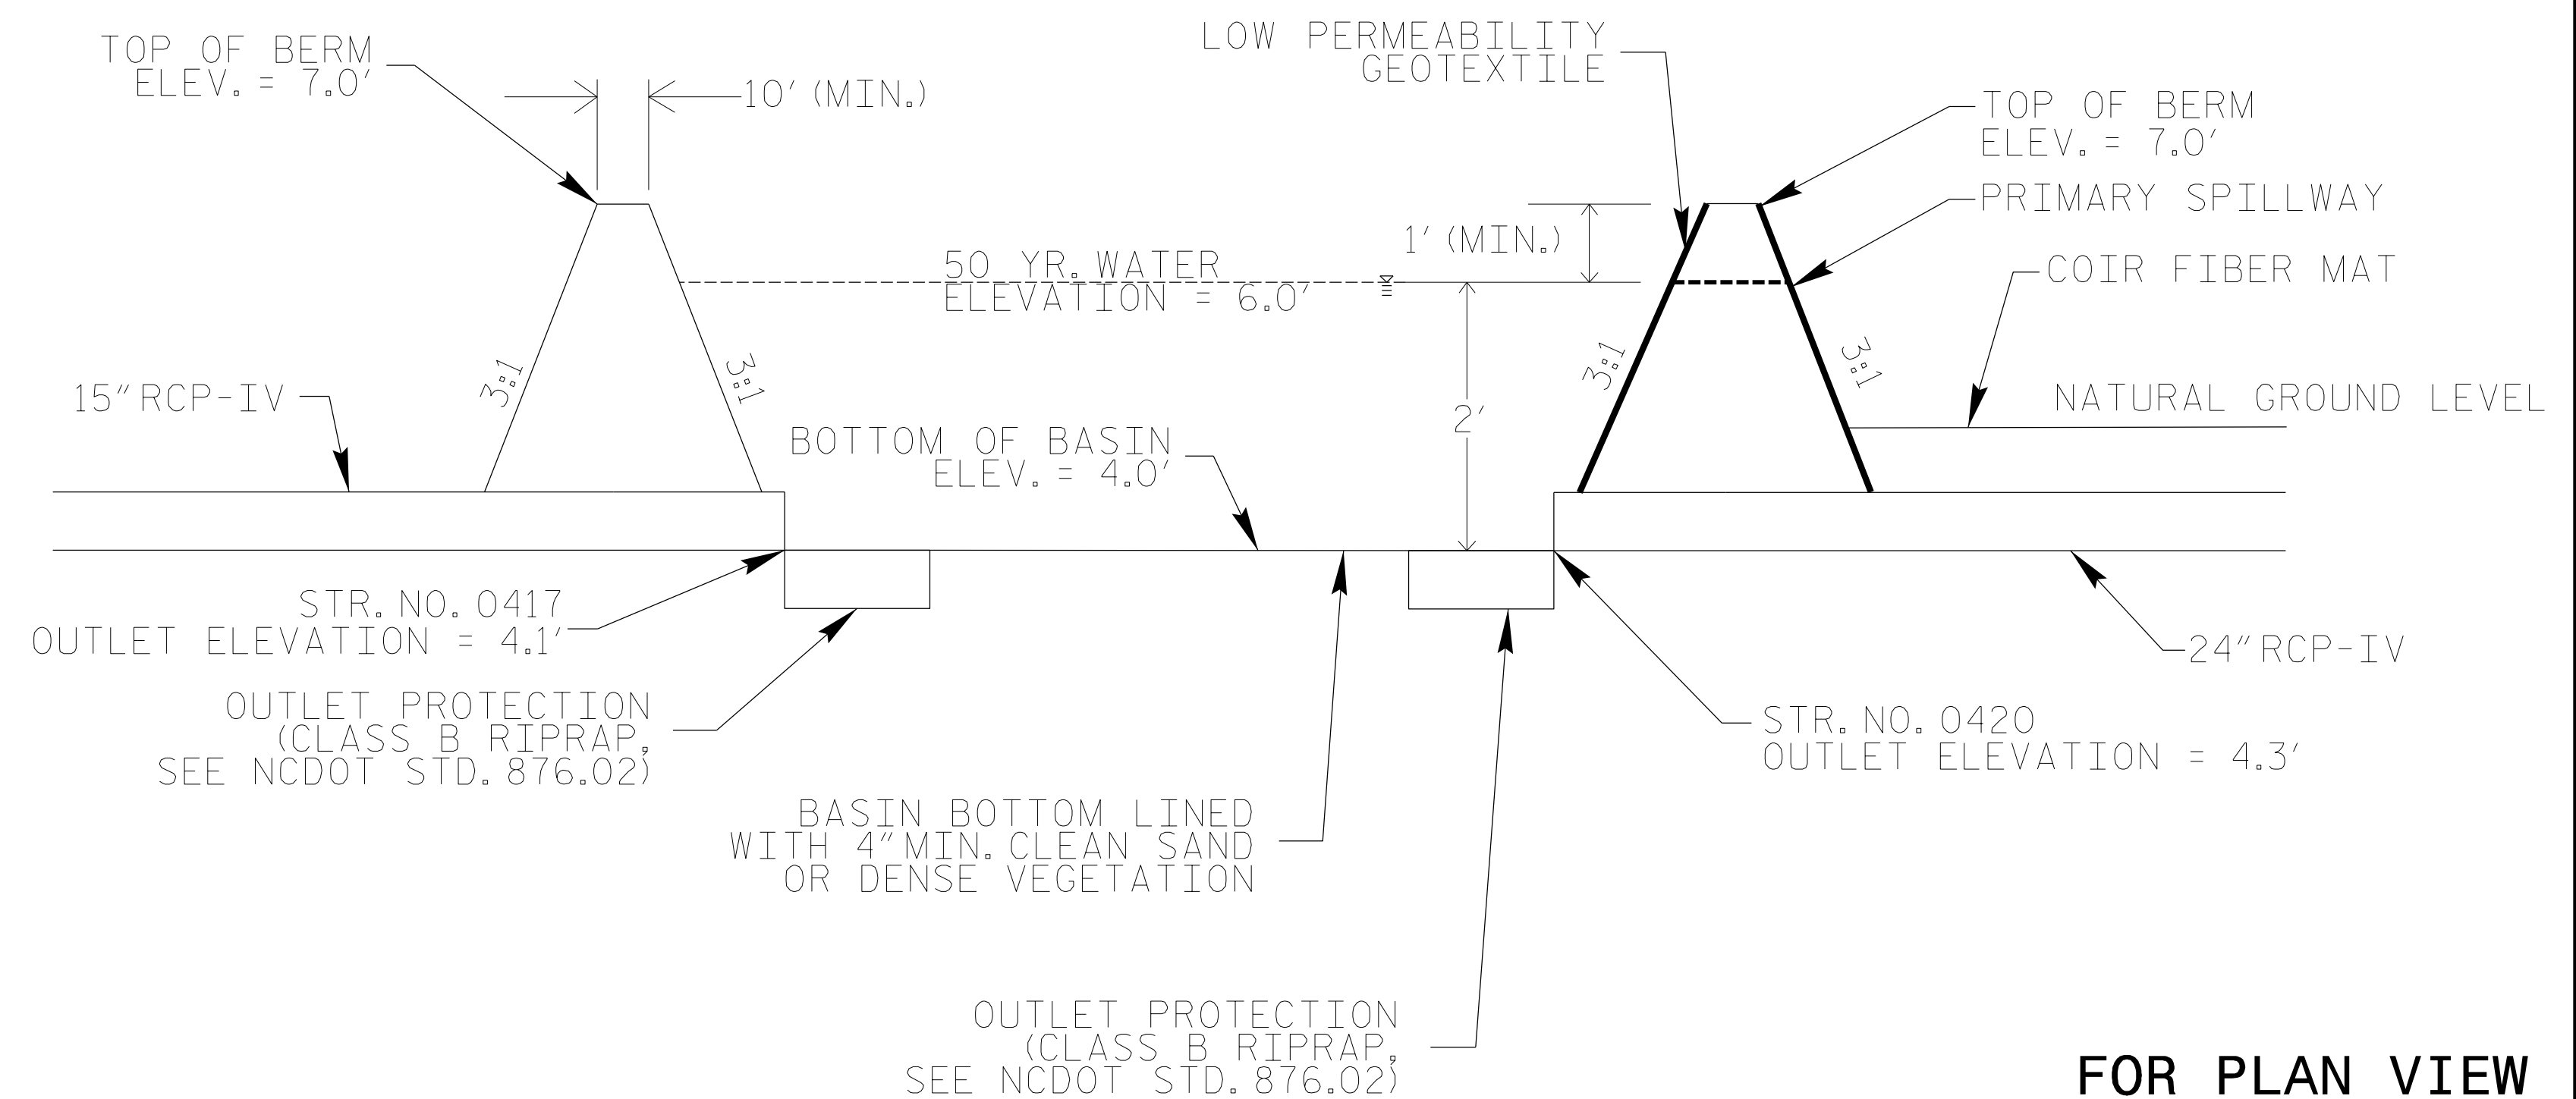 TOP OF BERM
ELEV. = 7.0'
10' (MIN.)
LOW PERMEABILITY
GEOTEXTILE
TOP OF BERM
ELEV. = 7.0'
PRIMARY SPILLWAY
1' (MIN.)
50 YR. WATER
ELEVATION = 6.0'
COIR FIBER MAT
3:1
3:1
3:1
3:1
15" RCP-IV
2'
NATURAL GROUND LEVEL
BOTTOM OF BASIN
ELEV. = 4.0'
STR. NO. 0417
OUTLET ELEVATION = 4.1'
24" RCP-IV
OUTLET PROTECTION
(CLASS B RIPRAP,
SEE NCDOT STD. 876.02)
STR. NO. 0420
OUTLET ELEVATION = 4.3'
BASIN BOTTOM LINED
WITH 4" MIN. CLEAN SAND
OR DENSE VEGETATION
OUTLET PROTECTION
(CLASS B RIPRAP,
SEE NCDOT STD. 876.02)
FOR PLAN VIEW